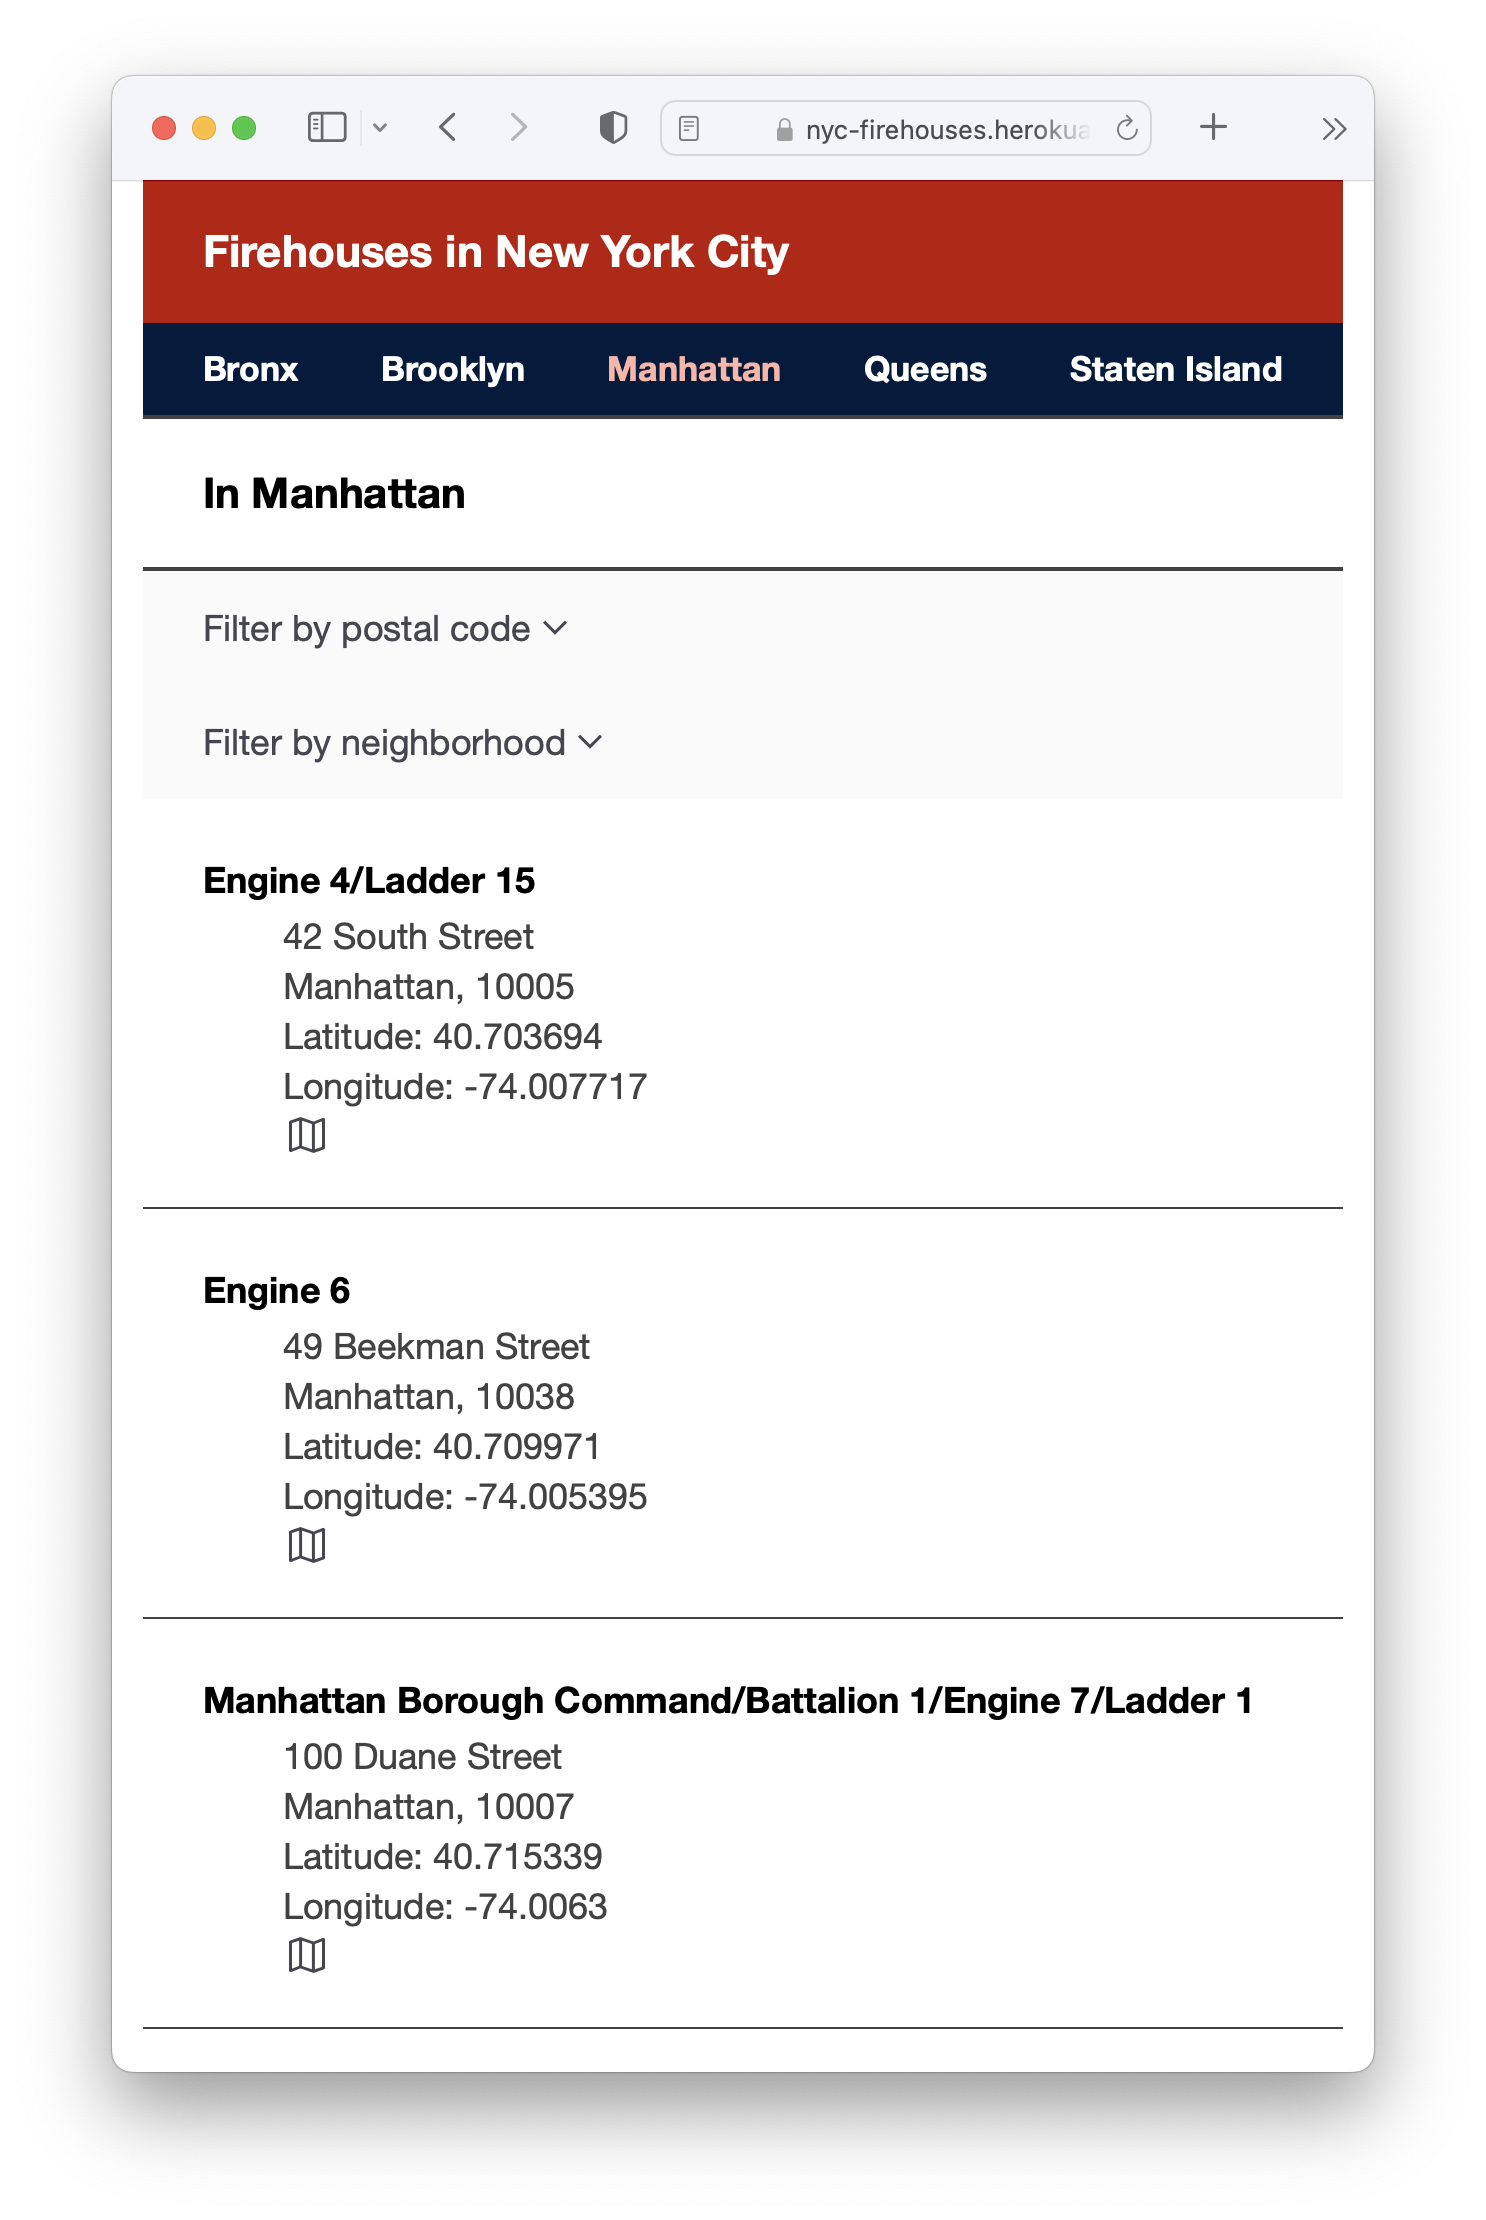 nyc-firehouses.herokua
Firehouses in New York City
Bronx Brooklyn Manhattan Queens Staten Island
In Manhattan
Filter by postal code
Filter by neighborhood
Engine 4/Ladder 15
42 South Street
Manhattan, 10005
Latitude: 40.703694
Longitude: -74.007717
Engine 6
49 Beekman Street
Manhattan, 10038
Latitude: 40.709971
Longitude: -74.005395
Manhattan Borough Command/Battalion 1/Engine 7/Ladder 1
100 Duane Street
Manhattan, 10007
Latitude: 40.715339
Longitude: -74.0063